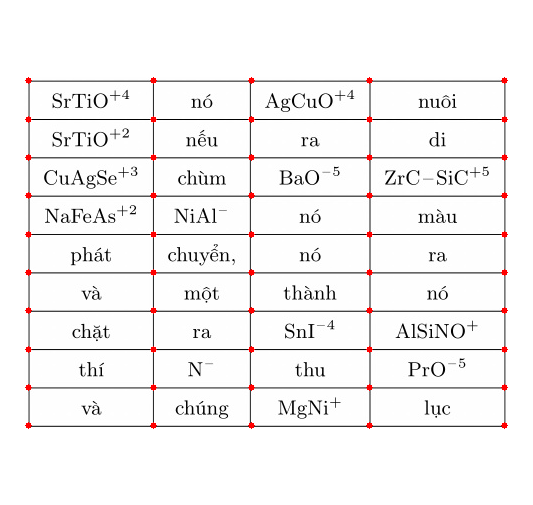 SrTiO⁺⁴ nó AgCuO⁺⁴ nuôi
SrTiO⁺² nếu ra di
CuAgSe⁺³ chùm BaO⁻⁵ ZrC–SiC⁺⁵
NaFeAs⁺² NiAl⁻ nó màu
phát chuyển, nó ra
và một thành nó
chặt ra SnI⁻⁴ AlSiNO⁺
thí N⁻ thu PrO⁻⁵
và chúng MgNi⁺ lục